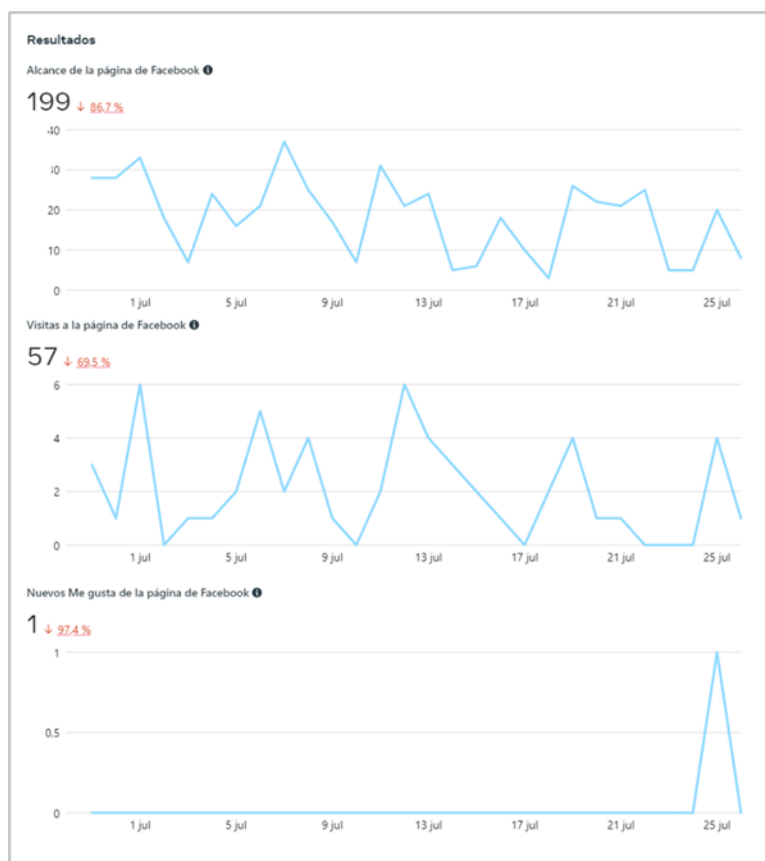 Resultados
Alcance de la página de Facebook
199 ↓ 86,7 %
40
30
20
10
0
1 jul 5 jul 9 jul 13 jul 17 jul 21 jul 25 jul
Visitas a la página de Facebook
57 ↓ 69,5 %
6
4
2
0
1 jul 5 jul 9 jul 13 jul 17 jul 21 jul 25 jul
Nuevos Me gusta de la página de Facebook
1 ↓ 97,4 %
1
0.5
0
1 jul 5 jul 9 jul 13 jul 17 jul 21 jul 25 jul